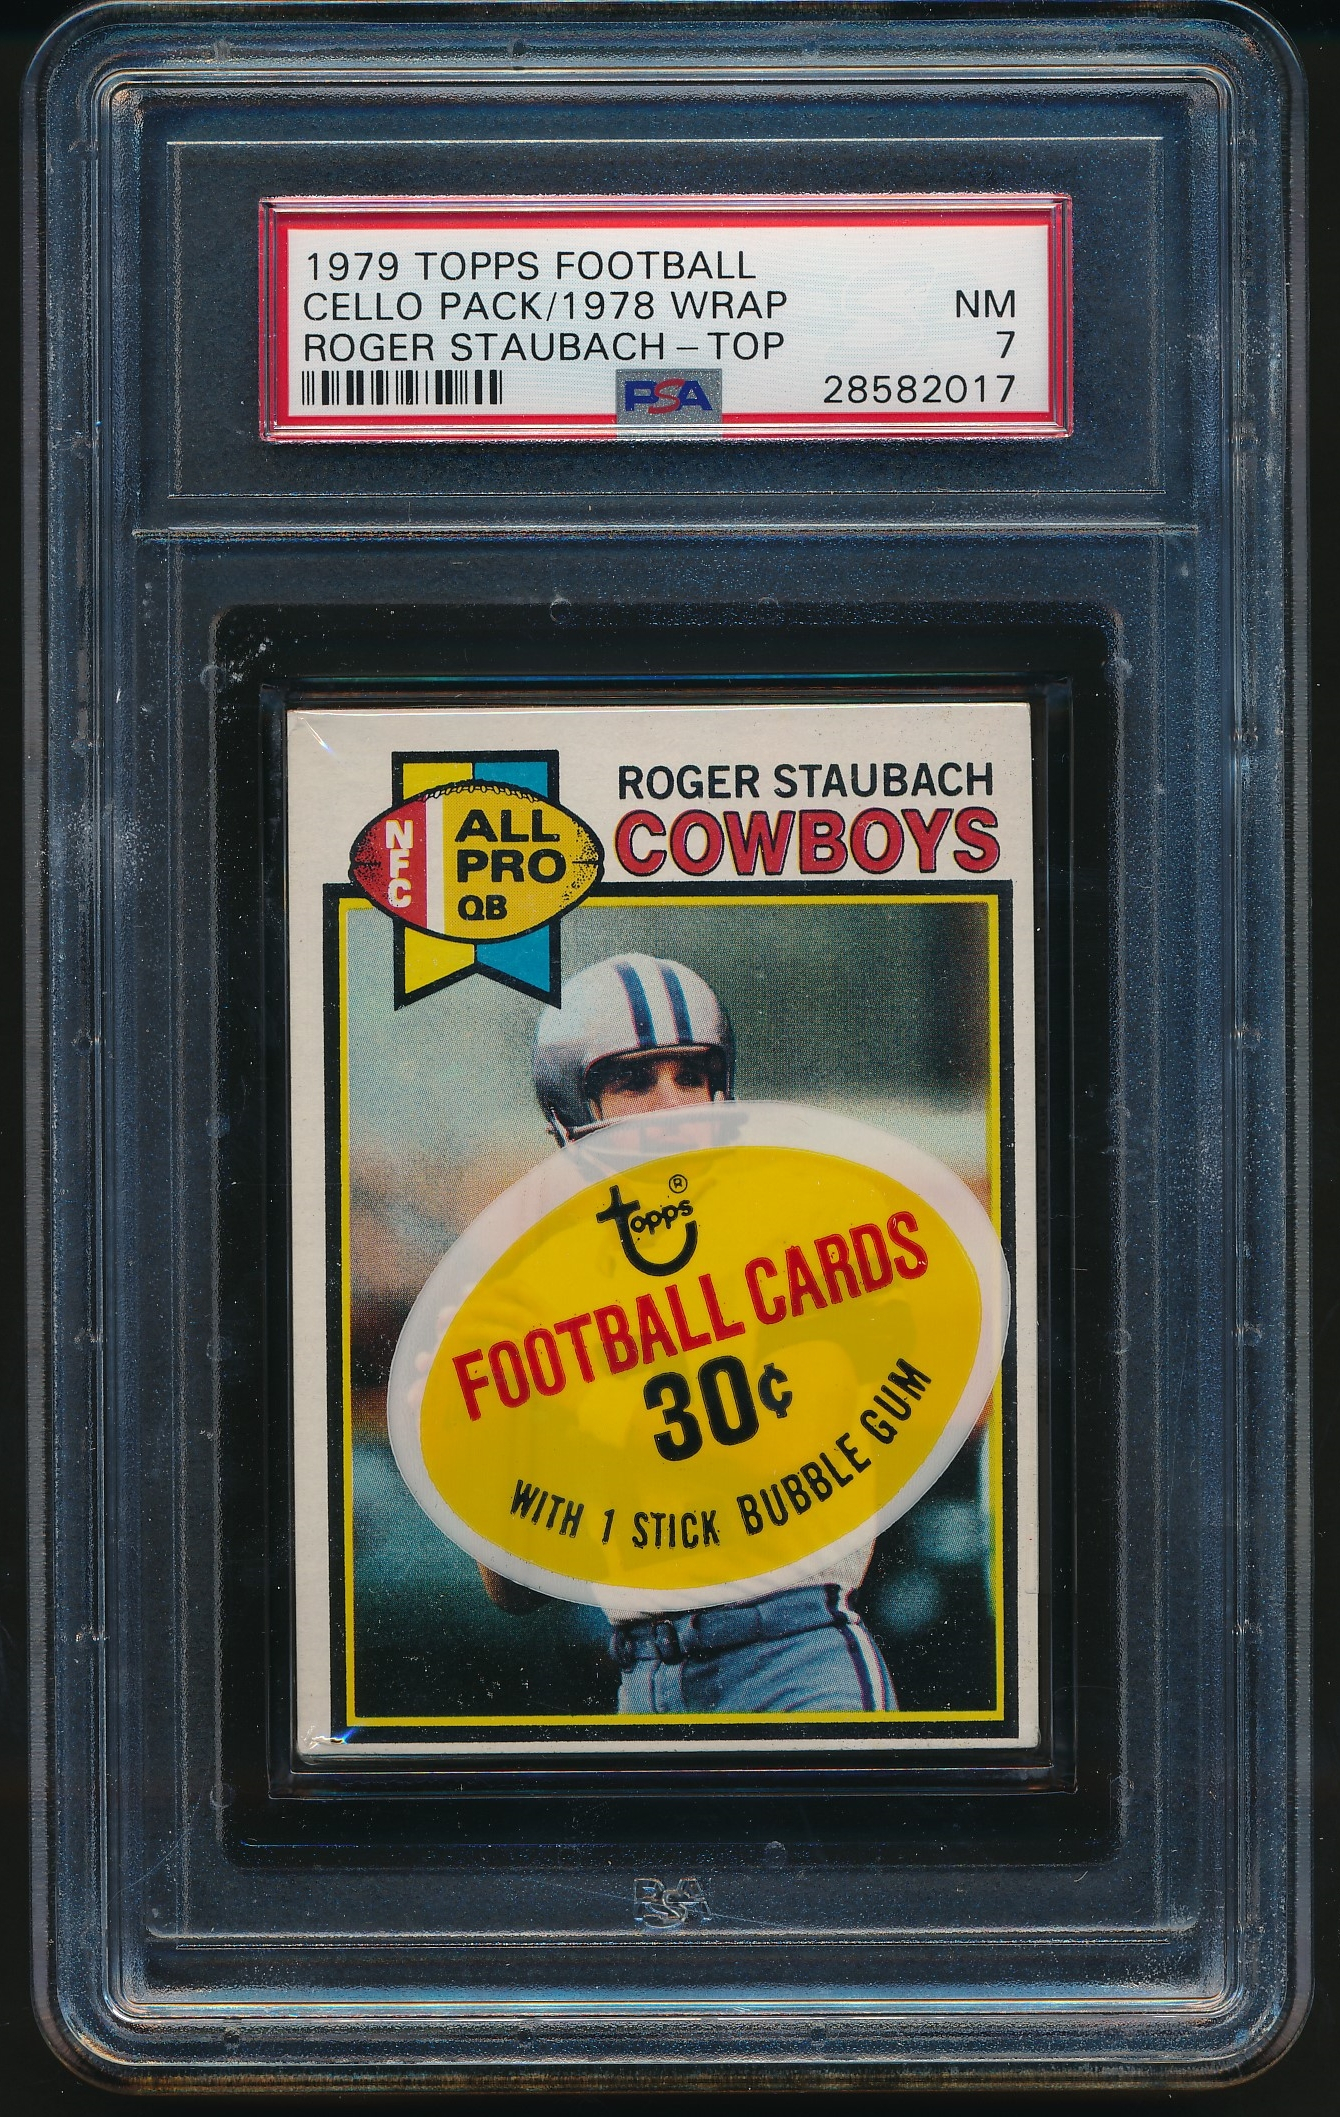 1979 TOPPS FOOTBALL
CELLO PACK/1978 WRAP NM
ROGER STAUBACH-TOP 7
PSA 28582017
ROGER STAUBACH
COWBOYS
NFC
ALL
PRO
QB
topps®
FOOTBALL CARDS
30¢
WITH 1 STICK BUBBLE GUM
PSA